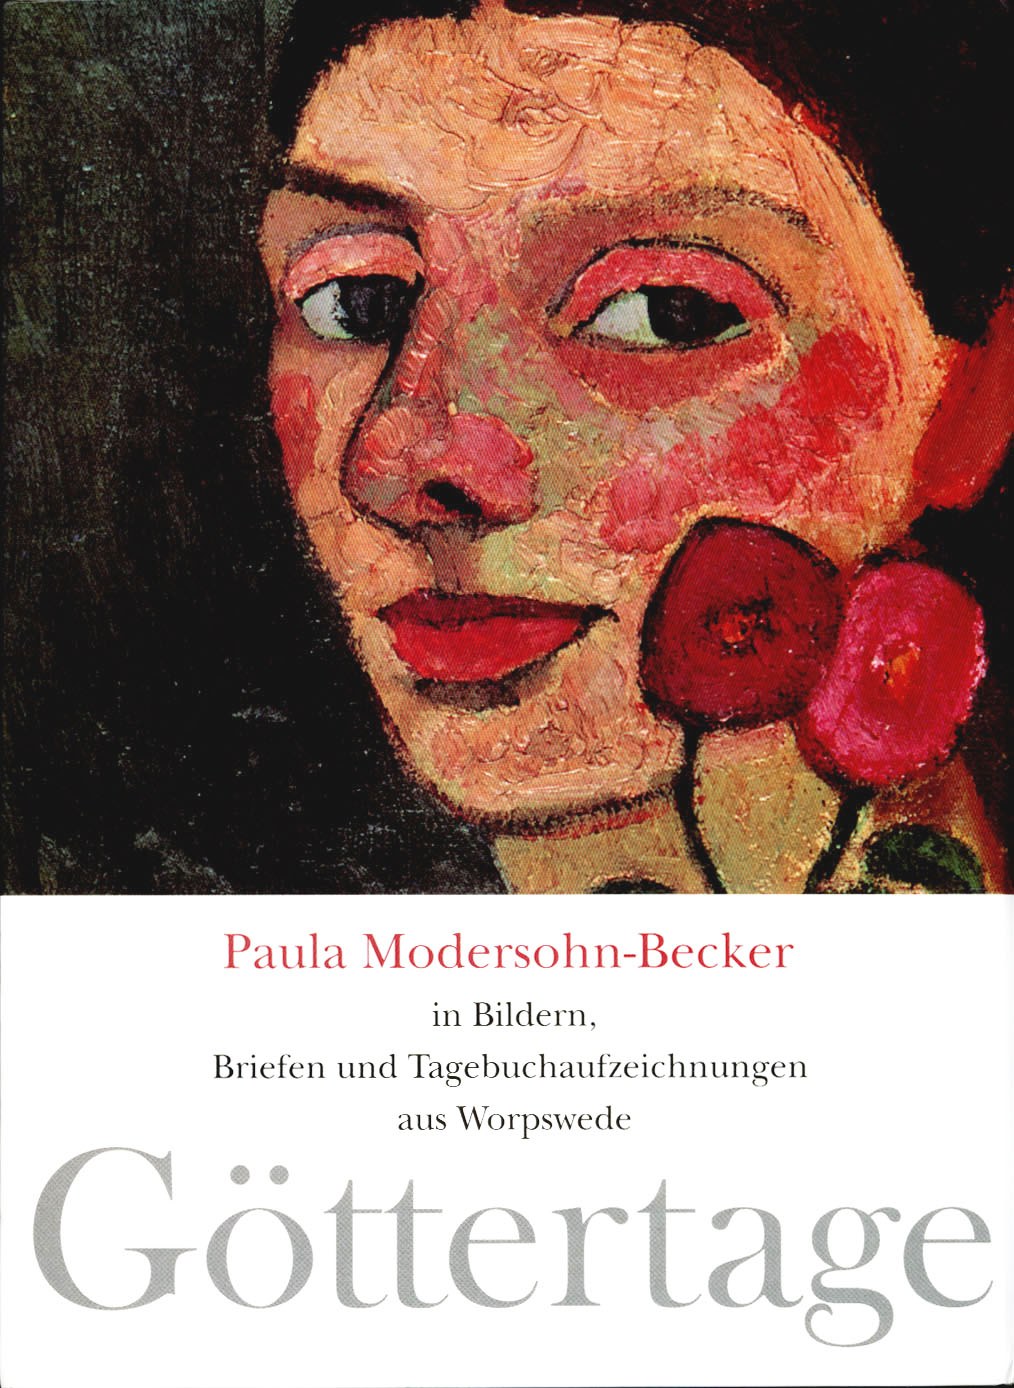 Paula Modersohn-Becker
in Bildern,
Briefen und Tagebuchaufzeichnungen
aus Worpswede
Göttertage